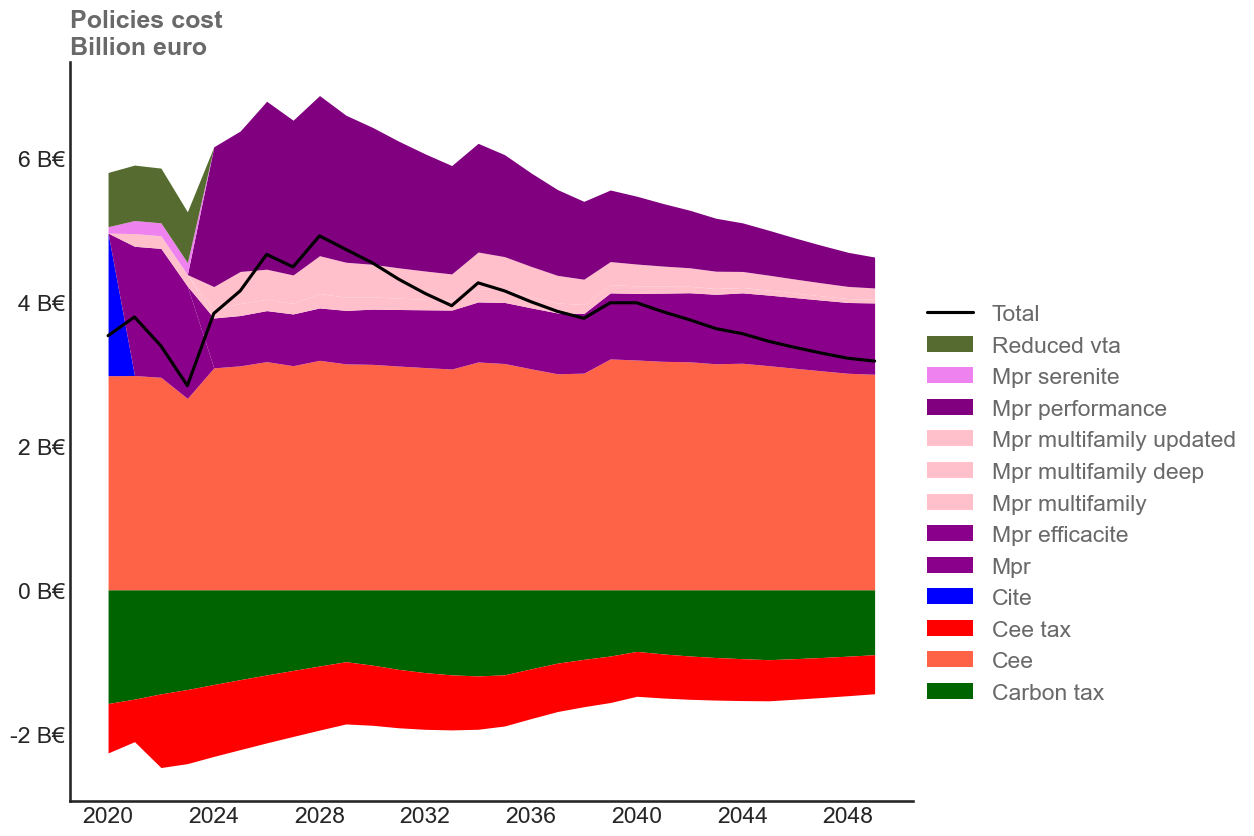 Policies cost
Billion euro
6 B€
4 B€
2 B€
0 B€
-2 B€
2020
2024
2028
2032
2036
2040
2044
2048
Total
Reduced vta
Mpr serenite
Mpr performance
Mpr multifamily updated
Mpr multifamily deep
Mpr multifamily
Mpr efficacite
Mpr
Cite
Cee tax
Cee
Carbon tax